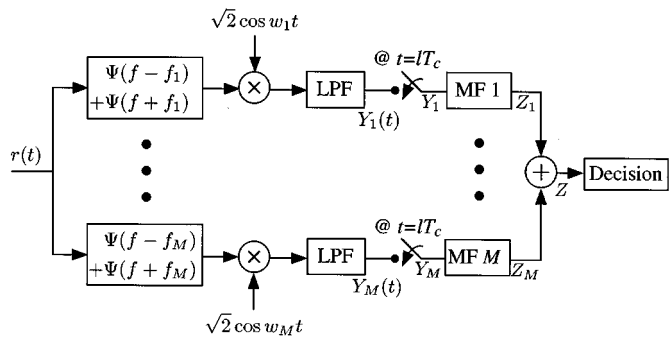 √2 cos w₁t
Ψ(f − f₁)
+Ψ(f + f₁)
×
LPF
@ t=lT_c
Y₁(t)
Y₁
MF 1
Z₁
r(t)
+
Z
Decision
Ψ(f − f_M)
+Ψ(f + f_M)
×
LPF
@ t=lT_c
Y_M(t)
Y_M
MF M
Z_M
√2 cos w_M t